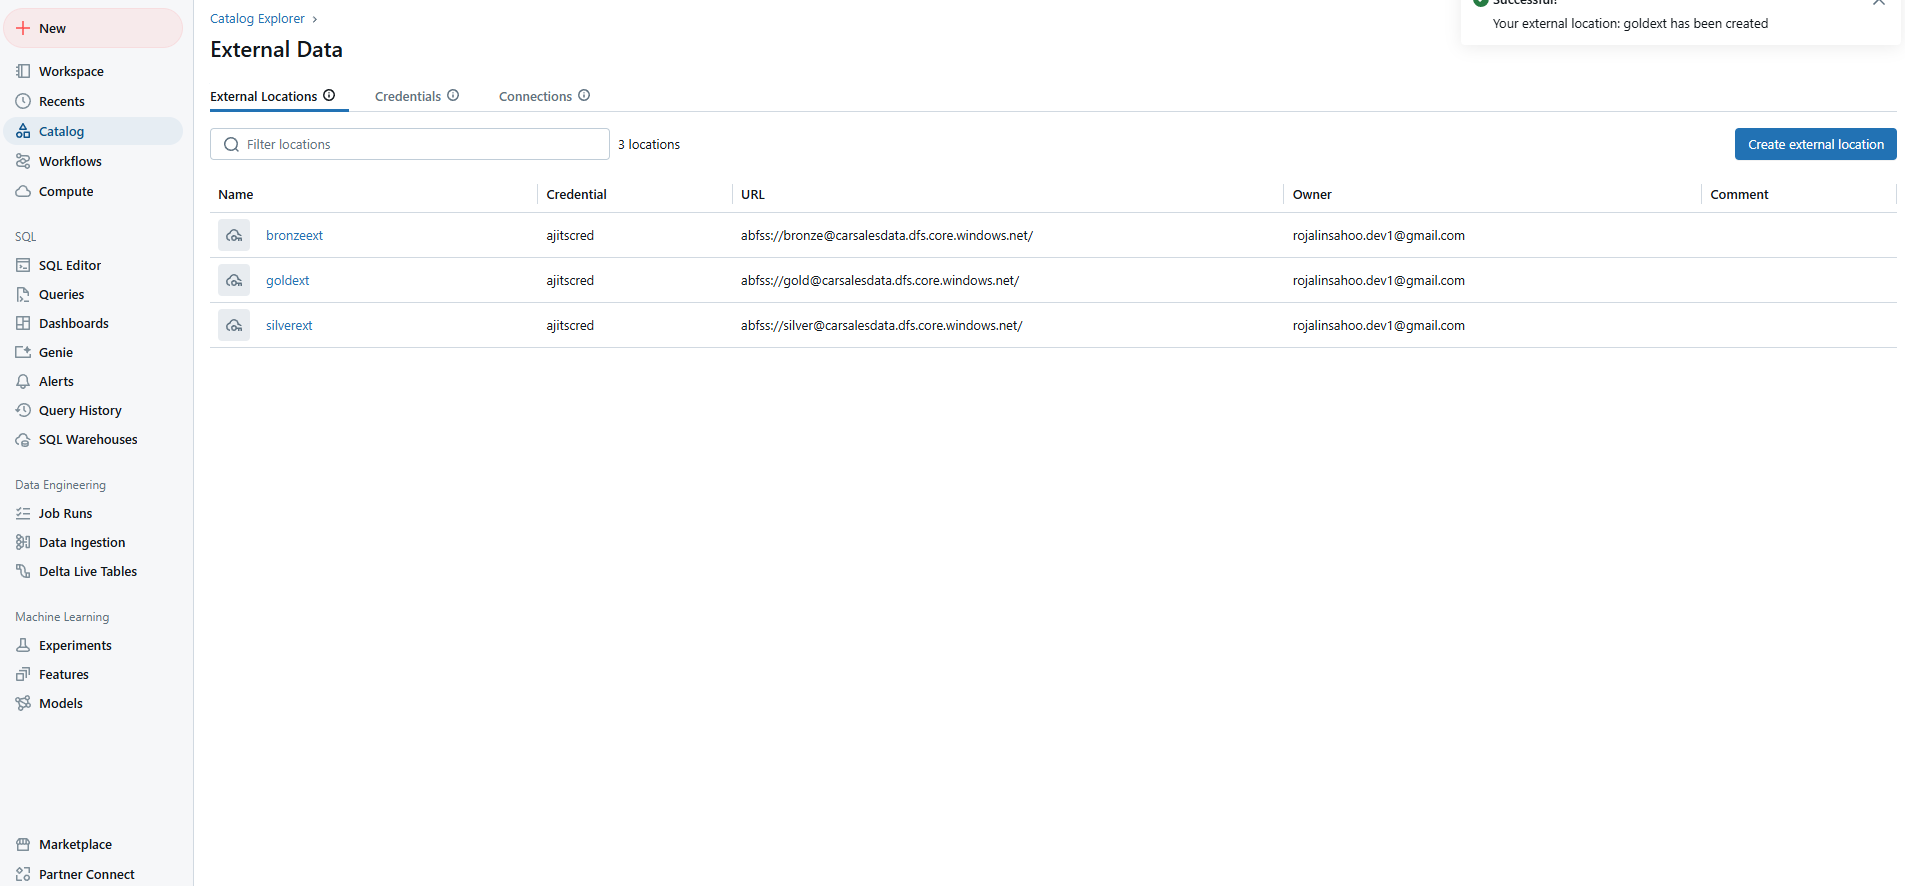 New
Workspace
Recents
Catalog
Workflows
Compute
SQL
SQL Editor
Queries
Dashboards
Genie
Alerts
Query History
SQL Warehouses
Data Engineering
Job Runs
Data Ingestion
Delta Live Tables
Machine Learning
Experiments
Features
Models
Marketplace
Partner Connect
Catalog Explorer >
External Data
Successful!
Your external location: goldext has been created
External Locations Credentials Connections
Filter locations 3 locations Create external location
Name Credential URL Owner Comment
bronzeext ajitscred abfss://bronze@carsalesdata.dfs.core.windows.net/ rojalinsahoo.dev1@gmail.com
goldext ajitscred abfss://gold@carsalesdata.dfs.core.windows.net/ rojalinsahoo.dev1@gmail.com
silverext ajitscred abfss://silver@carsalesdata.dfs.core.windows.net/ rojalinsahoo.dev1@gmail.com